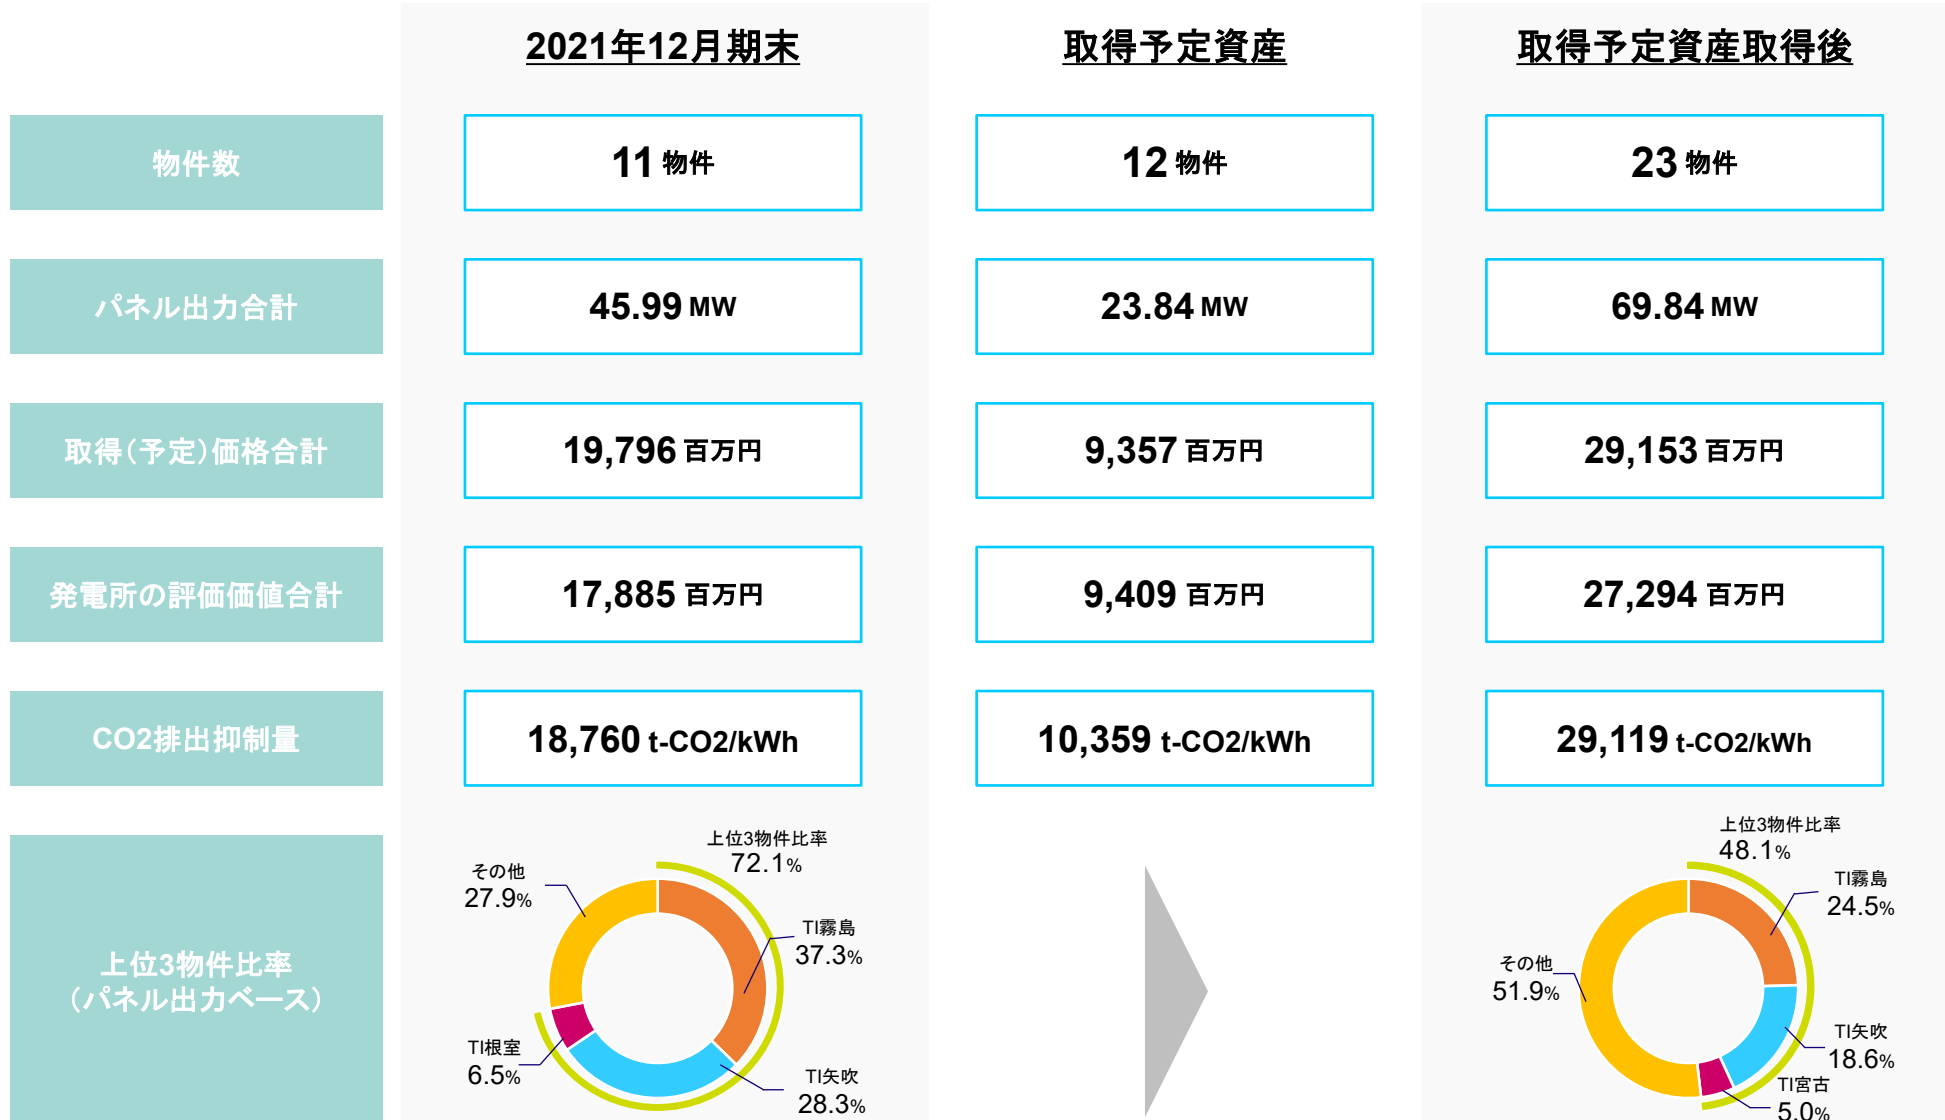 2021年12月期末
取得予定資産
取得予定資産取得後
物件数
11 物件
12 物件
23 物件
パネル出力合計
45.99 MW
23.84 MW
69.84 MW
取得（予定）価格合計
19,796 百万円
9,357 百万円
29,153 百万円
発電所の評価価値合計
17,885 百万円
9,409 百万円
27,294 百万円
CO2排出抑制量
18,760 t-CO2/kWh
10,359 t-CO2/kWh
29,119 t-CO2/kWh
上位3物件比率
（パネル出力ベース）
上位3物件比率
72.1%
その他
27.9%
TI霧島
37.3%
TI根室
6.5%
TI矢吹
28.3%
上位3物件比率
48.1%
TI霧島
24.5%
その他
51.9%
TI矢吹
18.6%
TI宮古
5.0%